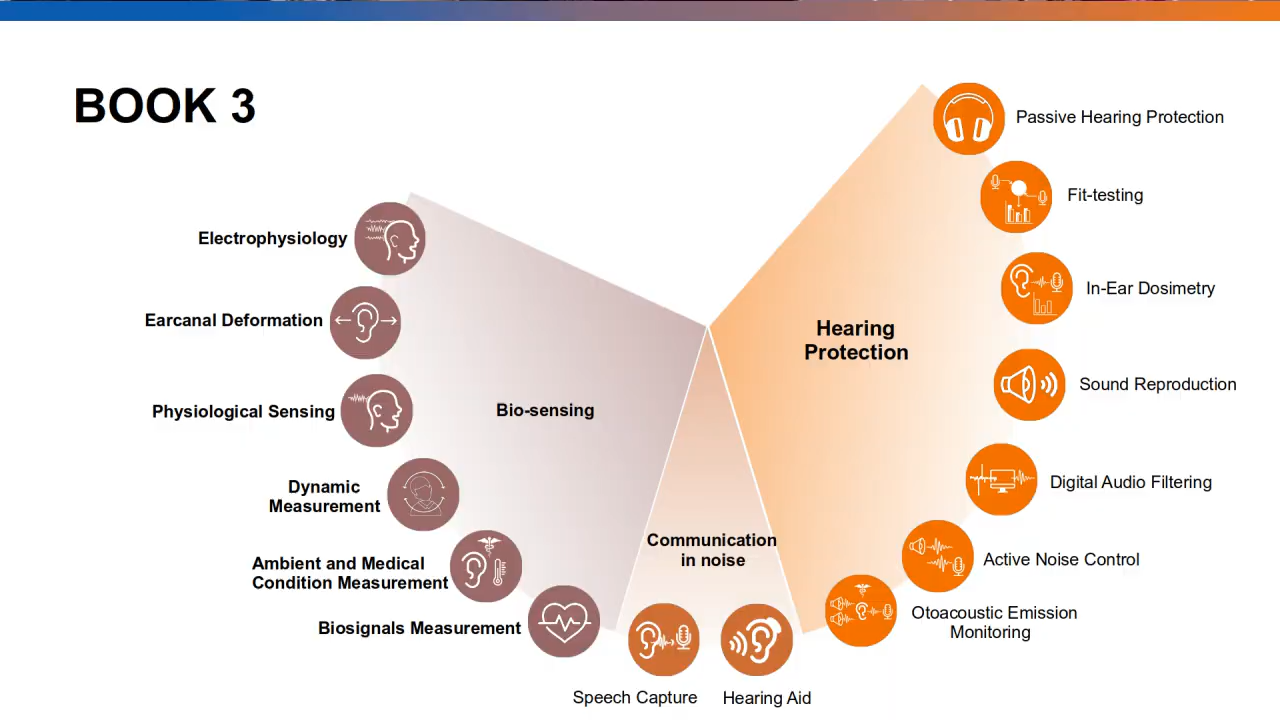 BOOK 3
Electrophysiology
Earcanal Deformation
Physiological Sensing
Dynamic
Measurement
Ambient and Medical
Condition Measurement
Biosignals Measurement
Bio-sensing
Communication
in noise
Speech Capture
Hearing Aid
Hearing
Protection
Passive Hearing Protection
Fit-testing
In-Ear Dosimetry
Sound Reproduction
Digital Audio Filtering
Active Noise Control
Otoacoustic Emission
Monitoring